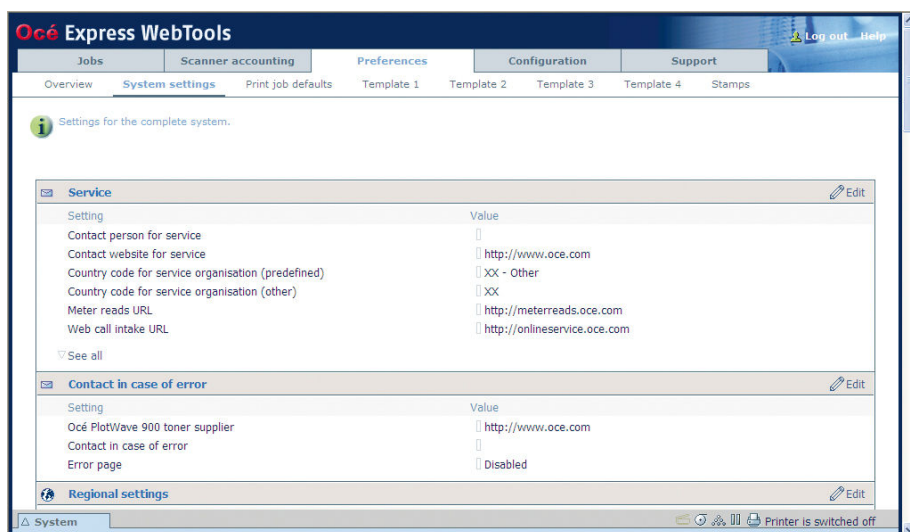 Océ Express WebTools
Log out Help
Jobs Scanner accounting Preferences Configuration Support
Overview System settings Print job defaults Template 1 Template 2 Template 3 Template 4 Stamps
Settings for the complete system.
Service Edit
Setting Value
Contact person for service
Contact website for service http://www.oce.com
Country code for service organisation (predefined) XX - Other
Country code for service organisation (other) XX
Meter reads URL http://meterreads.oce.com
Web call intake URL http://onlineservice.oce.com
See all
Contact in case of error Edit
Setting Value
Océ PlotWave 900 toner supplier http://www.oce.com
Contact in case of error
Error page Disabled
Regional settings Edit
System Printer is switched off